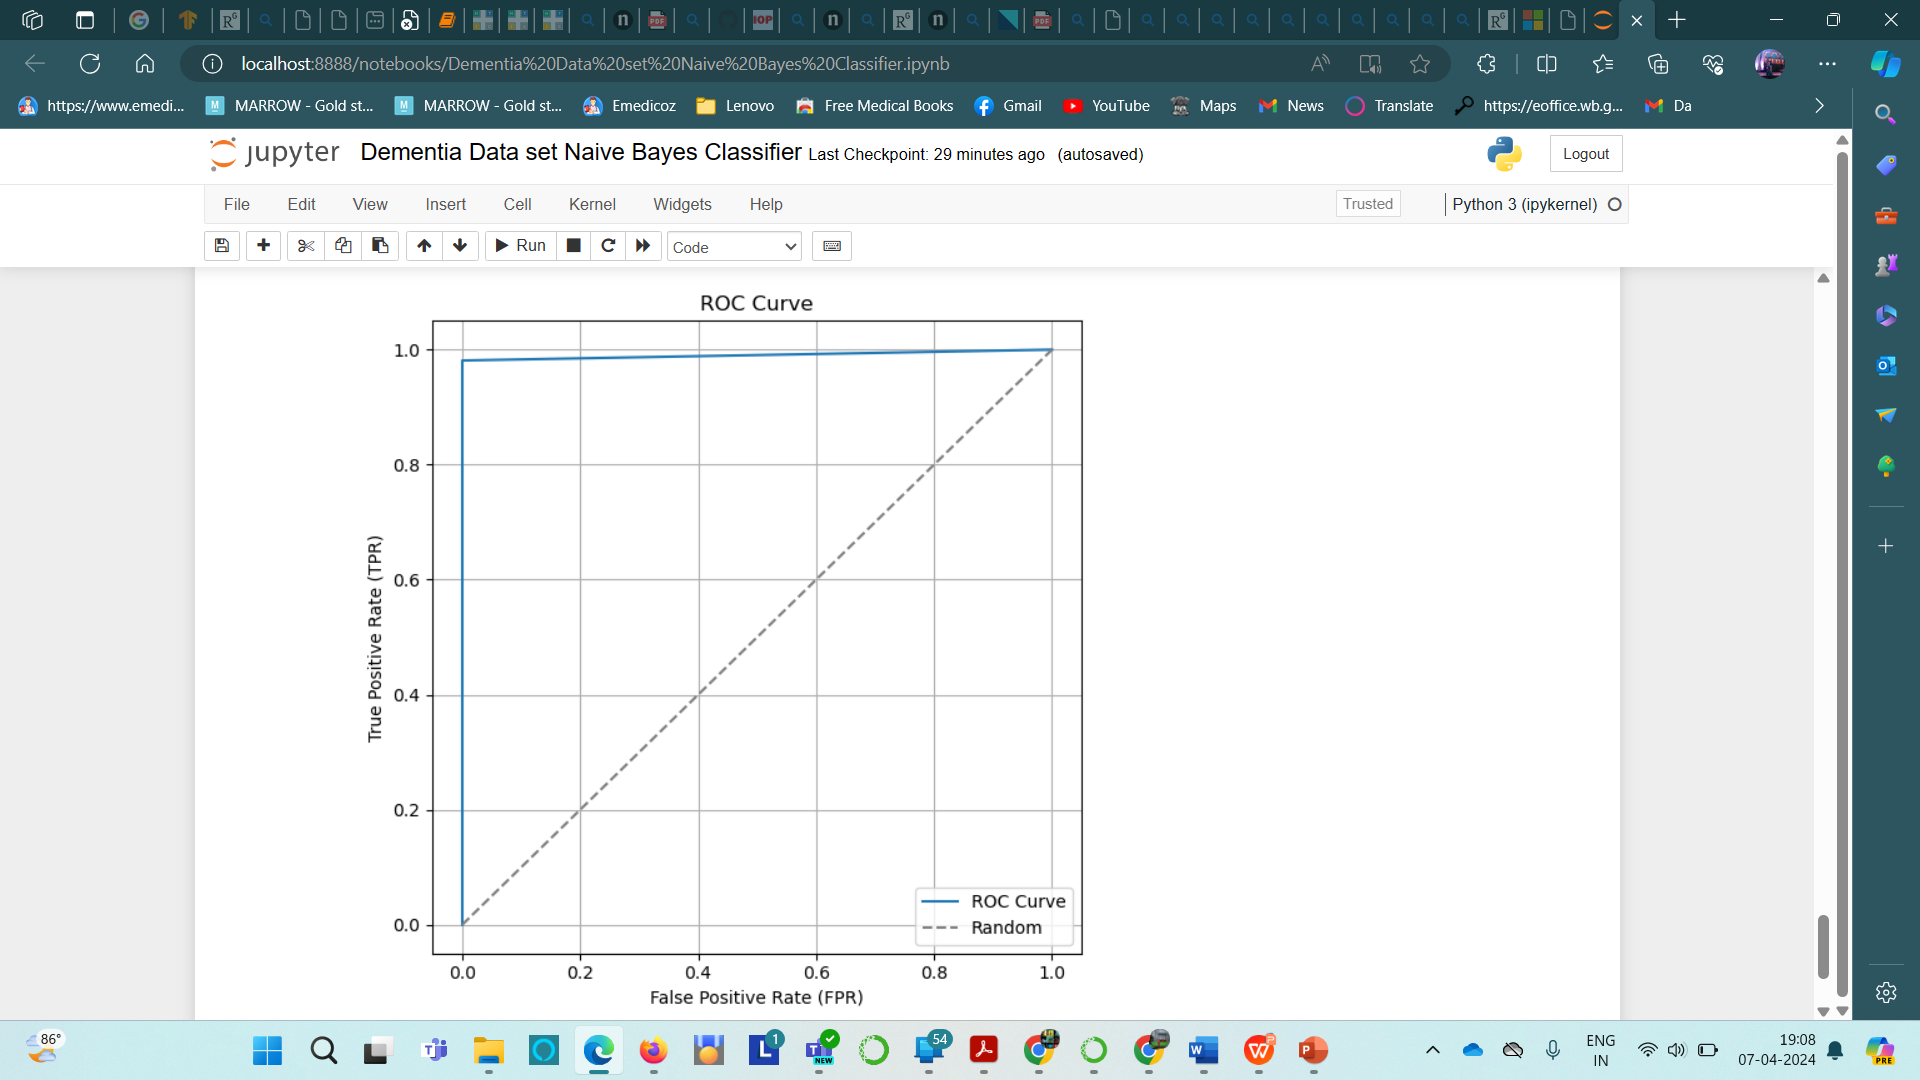 localhost:8888/notebooks/Dementia%20Data%20set%20Naive%20Bayes%20Classifier.ipynb
https://www.emedi... MARROW - Gold st... MARROW - Gold st... Emedicoz Lenovo Free Medical Books Gmail YouTube Maps News Translate https://eoffice.wb.g... Da
jupyter Dementia Data set Naive Bayes Classifier Last Checkpoint: 29 minutes ago (autosaved) Logout
File Edit View Insert Cell Kernel Widgets Help Trusted Python 3 (ipykernel)
Run Code
ROC Curve
1.0
0.8
0.6
0.4
0.2
0.0
True Positive Rate (TPR)
ROC Curve
Random
0.0 0.2 0.4 0.6 0.8 1.0
False Positive Rate (FPR)
86°
1
NEW
54
ENG
IN
19:08
07-04-2024
PRE